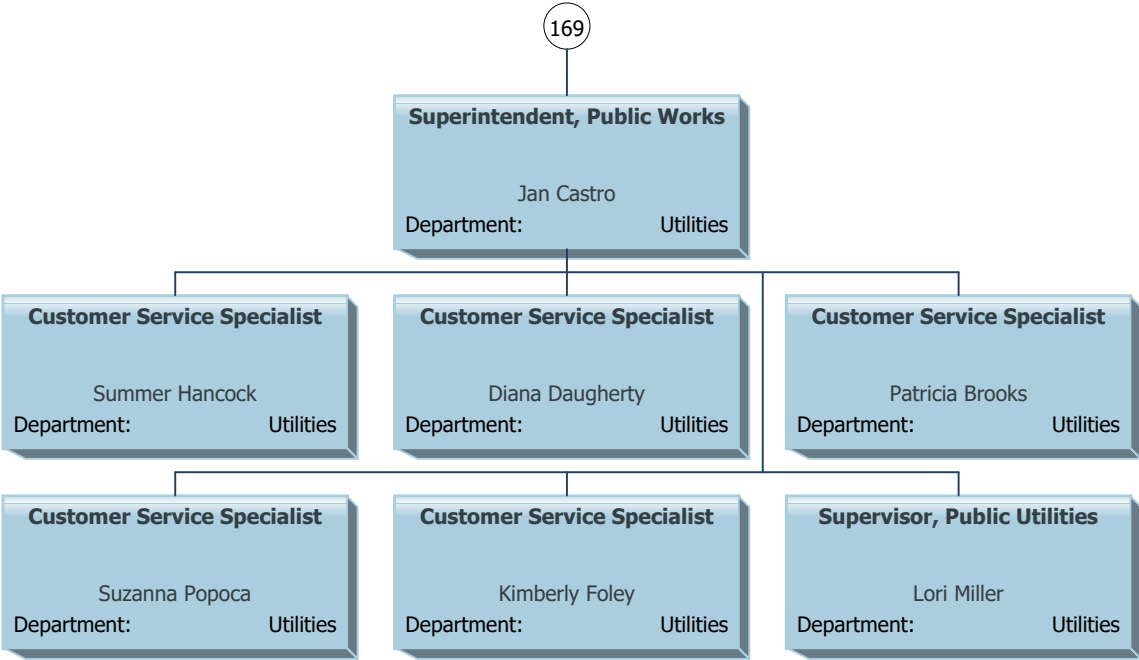 169
Superintendent, Public Works
Jan Castro
Department: Utilities
Customer Service Specialist
Summer Hancock
Department: Utilities
Customer Service Specialist
Diana Daugherty
Department: Utilities
Customer Service Specialist
Patricia Brooks
Department: Utilities
Customer Service Specialist
Suzanna Popoca
Department: Utilities
Customer Service Specialist
Kimberly Foley
Department: Utilities
Supervisor, Public Utilities
Lori Miller
Department: Utilities